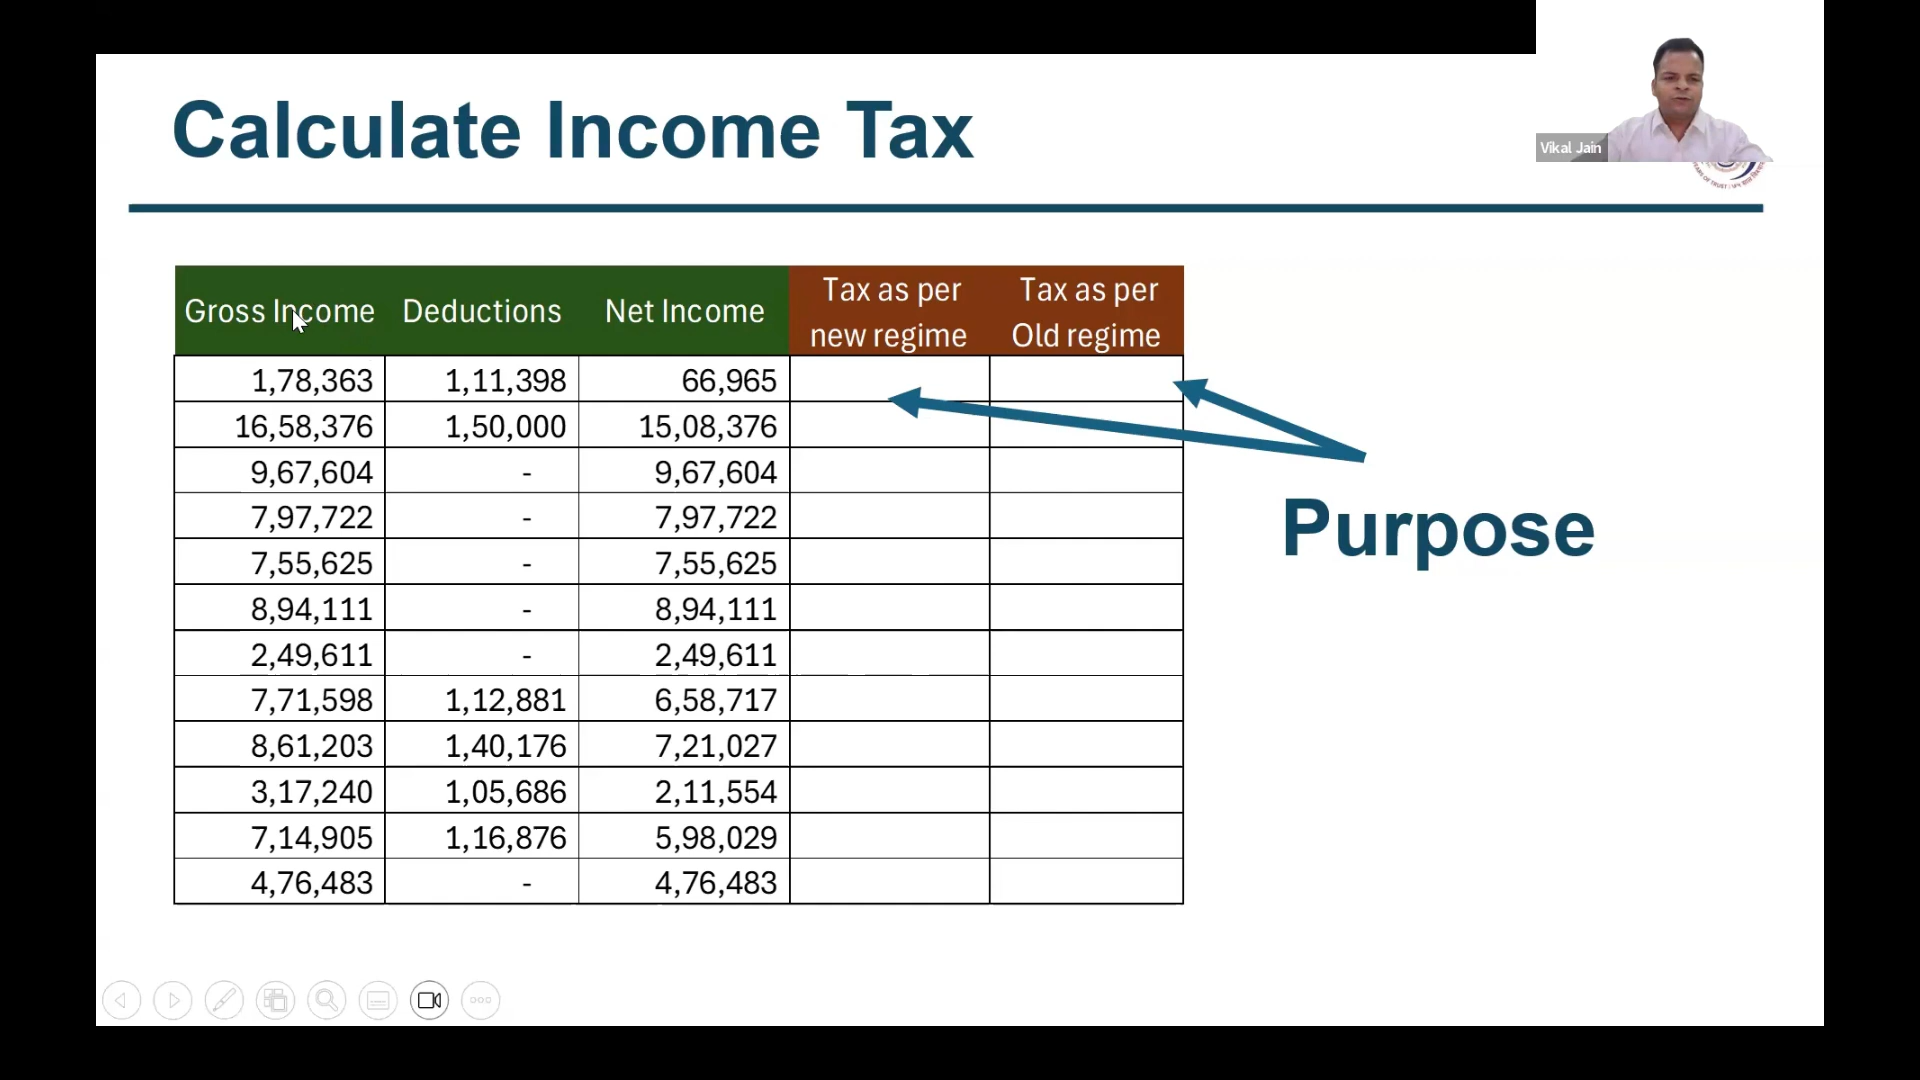 Calculate Income Tax
Vikal Jain
Gross Income Deductions Net Income Tax as per new regime Tax as per Old regime
1,78,363 1,11,398 66,965
16,58,376 1,50,000 15,08,376
9,67,604 - 9,67,604
7,97,722 - 7,97,722
7,55,625 - 7,55,625
8,94,111 - 8,94,111
2,49,611 - 2,49,611
7,71,598 1,12,881 6,58,717
8,61,203 1,40,176 7,21,027
3,17,240 1,05,686 2,11,554
7,14,905 1,16,876 5,98,029
4,76,483 - 4,76,483
Purpose